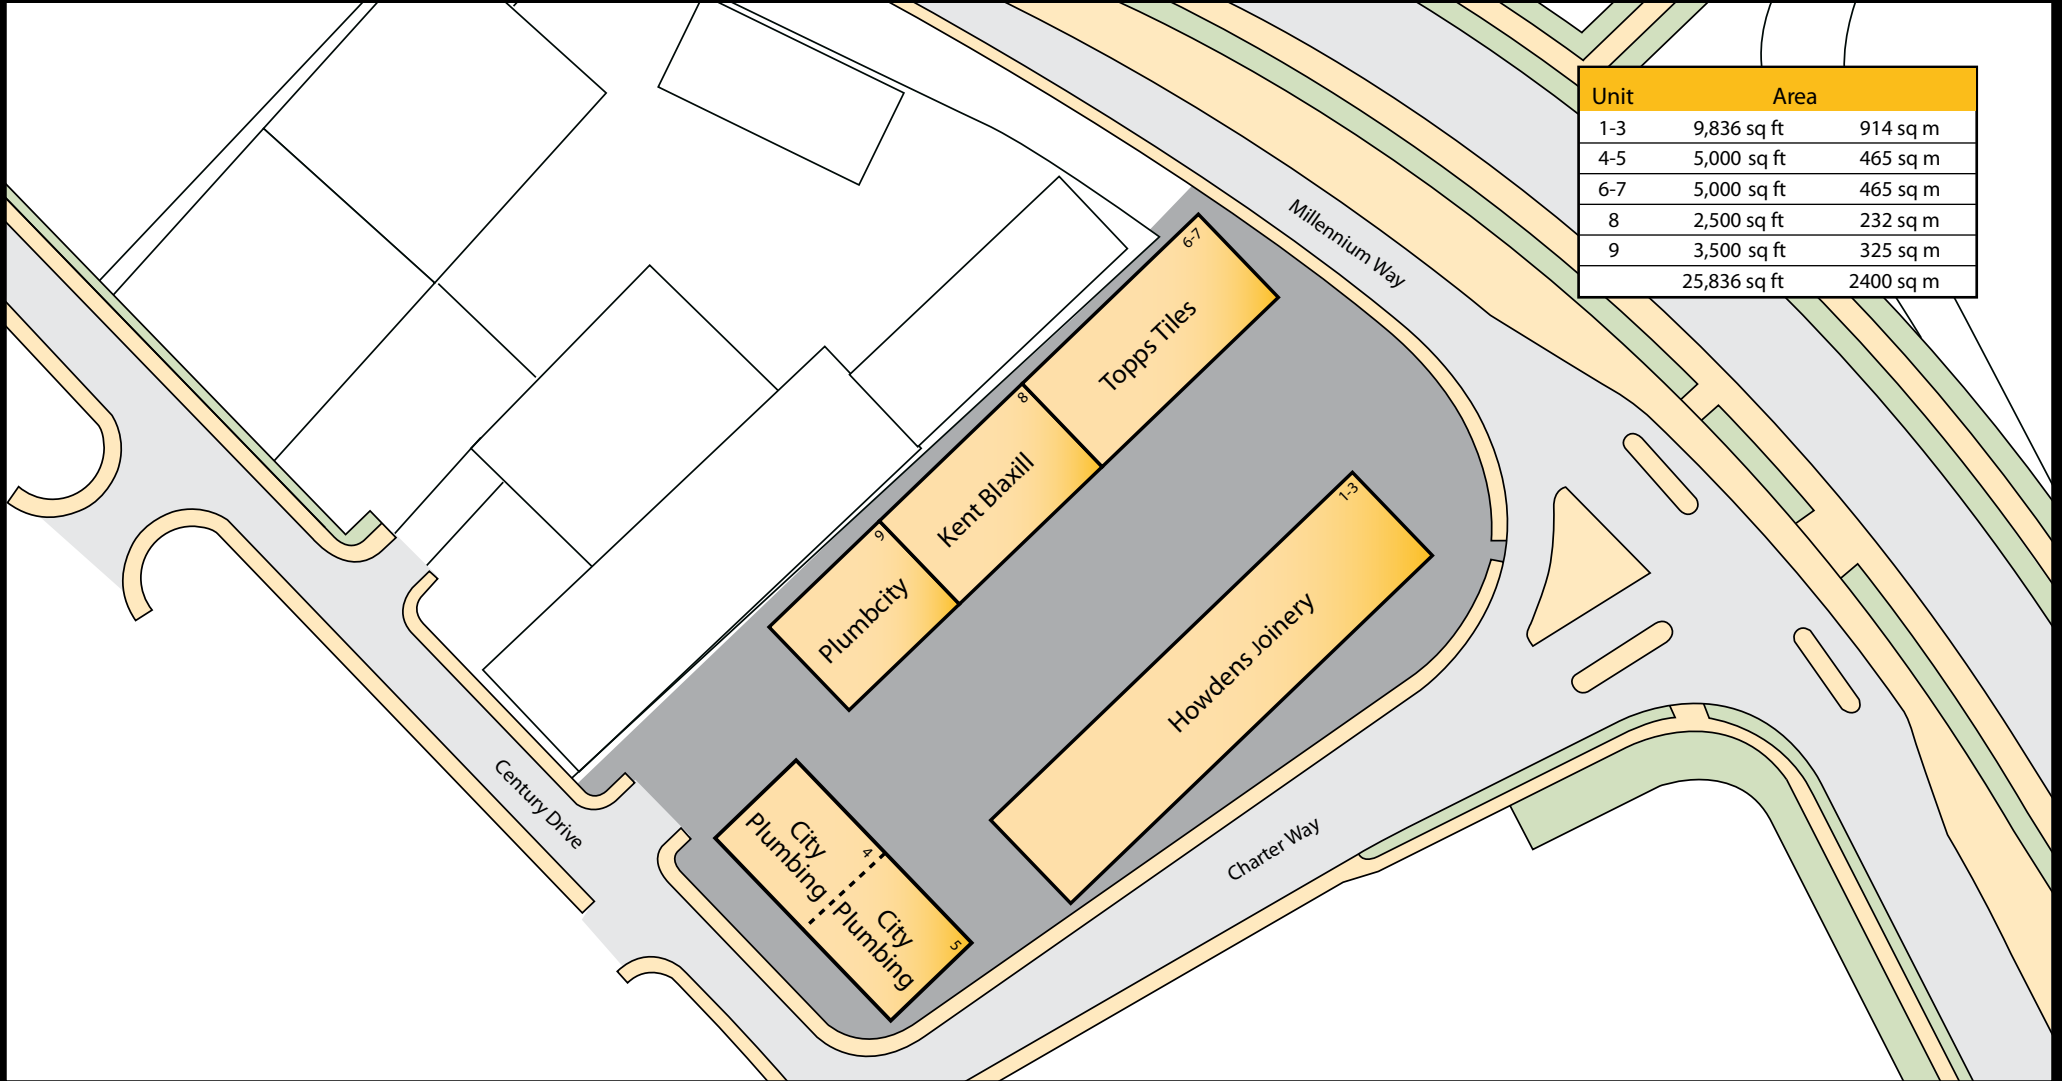 Unit Area
1-3 9,836 sq ft 914 sq m
4-5 5,000 sq ft 465 sq m
6-7 5,000 sq ft 465 sq m
8 2,500 sq ft 232 sq m
9 3,500 sq ft 325 sq m
25,836 sq ft 2400 sq m
Millennium Way
6-7
Topps Tiles
8
Kent Blaxill
9
Plumbcity
1-3
Howdens Joinery
Century Drive
4
City
Plumbing
5
City
Plumbing
Charter Way